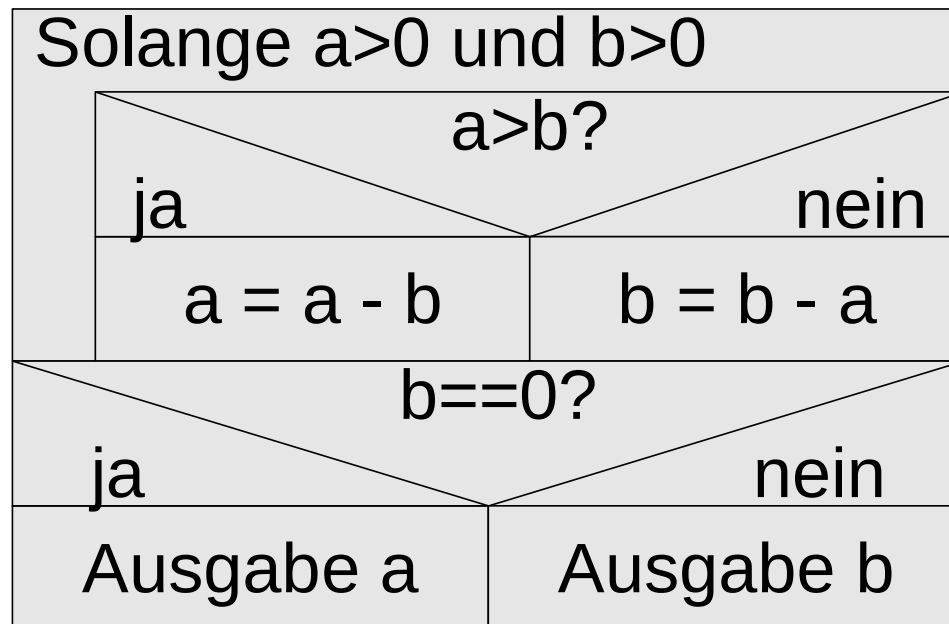 Solange a>0 und b>0
a>b?
ja nein
a = a - b b = b - a
b==0?
ja nein
Ausgabe a Ausgabe b